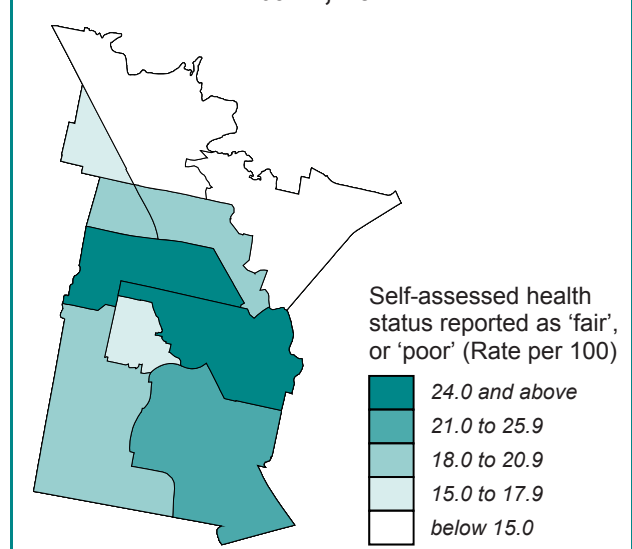 Self-assessed health
status reported as ‘fair’,
or ‘poor’ (Rate per 100)
24.0 and above
21.0 to 25.9
18.0 to 20.9
15.0 to 17.9
below 15.0